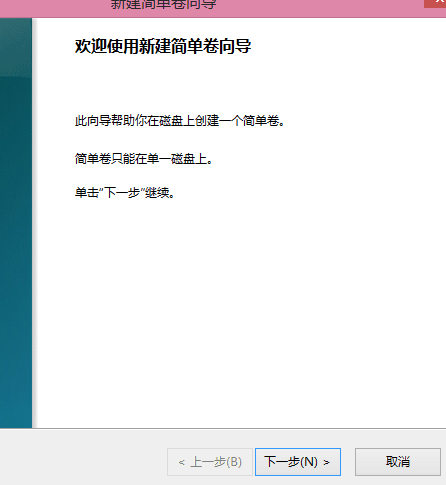 新建简单卷向导
欢迎使用新建简单卷向导
此向导帮助你在磁盘上创建一个简单卷。
简单卷只能在单一磁盘上。
单击"下一步"继续。
< 上一步(B)
下一步(N) >
取消